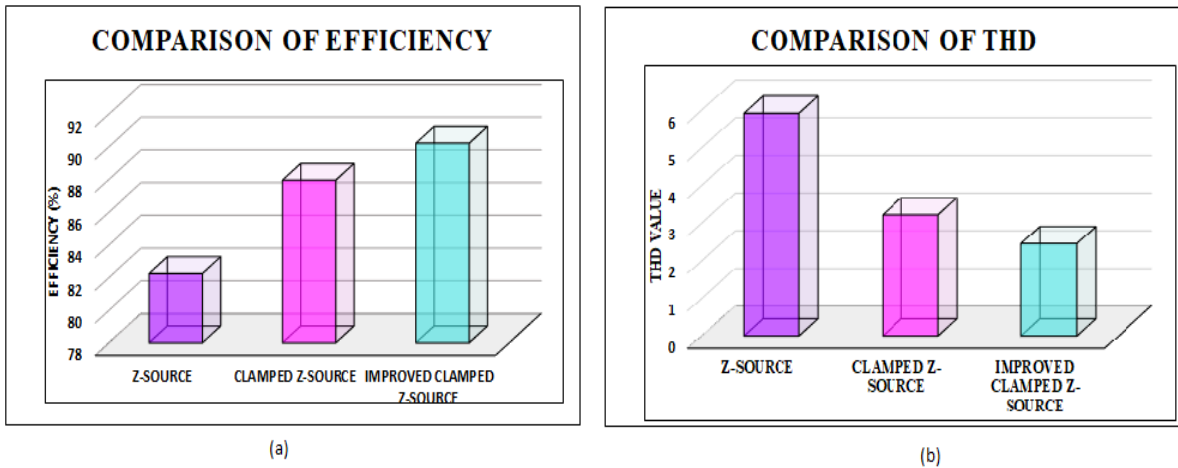 COMPARISON OF EFFICIENCY
EFFICIENCY (%)
92
90
88
86
84
82
80
78
Z-SOURCE
CLAMPED Z-SOURCE
IMPROVED CLAMPED
Z-SOURCE
(a)
COMPARISON OF THD
THD VALUE
6
5
4
3
2
1
0
Z-SOURCE
CLAMPED Z-
SOURCE
IMPROVED
CLAMPED Z-
SOURCE
(b)